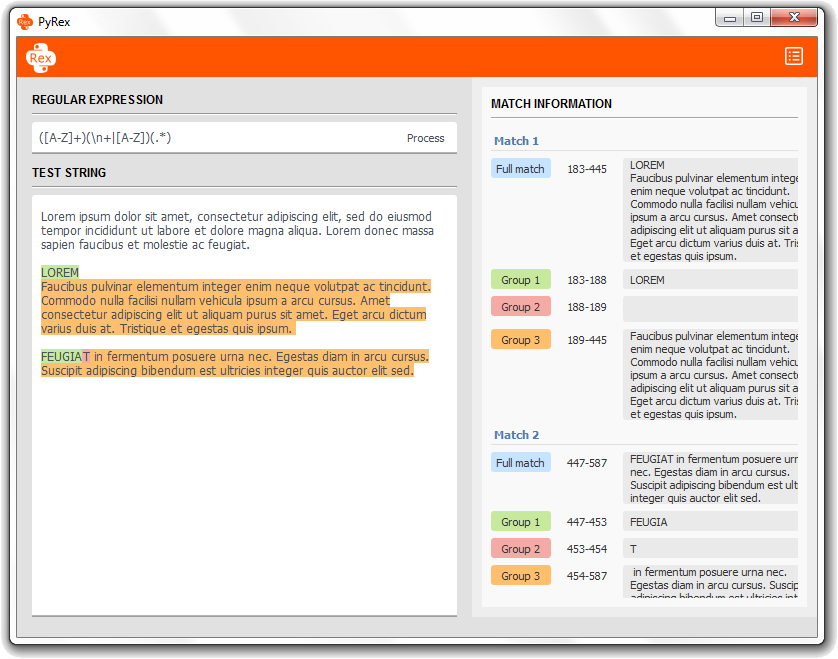 PyRex
Rex
REGULAR EXPRESSION
([A-Z]+)(\n+|[A-Z])(.*)
Process
TEST STRING
Lorem ipsum dolor sit amet, consectetur adipiscing elit, sed do eiusmod
tempor incididunt ut labore et dolore magna aliqua. Lorem donec massa
sapien faucibus et molestie ac feugiat.
LOREM
Faucibus pulvinar elementum integer enim neque volutpat ac tincidunt.
Commodo nulla facilisi nullam vehicula ipsum a arcu cursus. Amet
consectetur adipiscing elit ut aliquam purus sit amet. Eget arcu dictum
varius duis at. Tristique et egestas quis ipsum.
FEUGIAT in fermentum posuere urna nec. Egestas diam in arcu cursus.
Suscipit adipiscing bibendum est ultricies integer quis auctor elit sed.
MATCH INFORMATION
Match 1
Full match 183-445
LOREM
Faucibus pulvinar elementum intege
enim neque volutpat ac tincidunt.
Commodo nulla facilisi nullam vehicu
ipsum a arcu cursus. Amet consecte
adipiscing elit ut aliquam purus sit a
Eget arcu dictum varius duis at. Tris
et egestas quis ipsum.
Group 1 183-188 LOREM
Group 2 188-189
Group 3 189-445
Faucibus pulvinar elementum intege
enim neque volutpat ac tincidunt.
Commodo nulla facilisi nullam vehicu
ipsum a arcu cursus. Amet consecte
adipiscing elit ut aliquam purus sit a
Eget arcu dictum varius duis at. Tris
et egestas quis ipsum.
Match 2
Full match 447-587
FEUGIAT in fermentum posuere urn
nec. Egestas diam in arcu cursus.
Suscipit adipiscing bibendum est ult
integer quis auctor elit sed.
Group 1 447-453 FEUGIA
Group 2 453-454 T
Group 3 454-587
in fermentum posuere urna nec.
Egestas diam in arcu cursus. Suscip
adipiscing bibendum est ultricies int